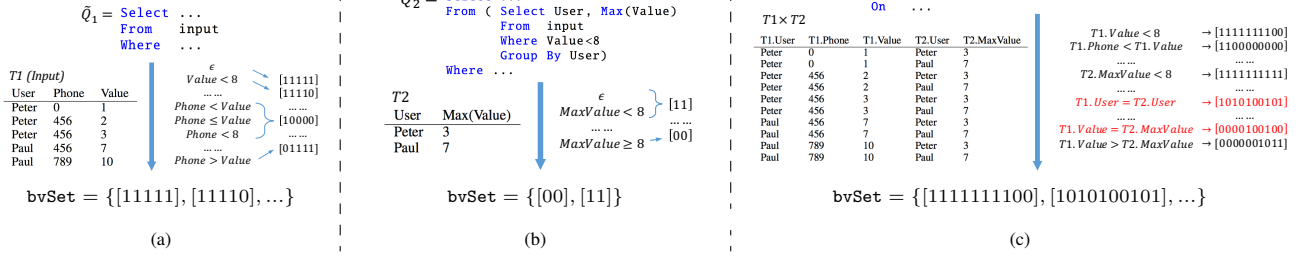 Q̃1 = Select ...
From input
Where ...
T1 (Input)
User Phone Value
Peter 0 1
Peter 456 2
Peter 456 3
Paul 456 7
Paul 789 10
ϵ
Value < 8
... ...
Phone < Value
Phone ≤ Value
Phone < 8
... ...
Phone > Value
[11111]
[11110]
... ...
[10000]
... ...
[01111]
bvSet = {[11111], [11110], ...}
(a)
From ( Select User, Max(Value)
From input
Where Value<8
Group By User)
Where ...
T2
User Max(Value)
Peter 3
Paul 7
ϵ
MaxValue < 8
... ...
MaxValue ≥ 8
[11]
... ...
[00]
bvSet = {[00], [11]}
(b)
On ...
T1 × T2
T1.User T1.Phone T1.Value T2.User T2.MaxValue
Peter 0 1 Peter 3
Peter 0 1 Paul 7
Peter 456 2 Peter 3
Peter 456 2 Paul 7
Peter 456 3 Peter 3
Peter 456 3 Paul 7
Paul 456 7 Peter 3
Paul 456 7 Paul 7
Paul 789 10 Peter 3
Paul 789 10 Paul 7
T1.Value < 8 → [1111111100]
T1.Phone < T1.Value → [1100000000]
... ... ... ...
T2.MaxValue < 8 → [1111111111]
... ... ... ...
T1.User = T2.User → [1010100101]
... ... ... ...
T1.Value = T2.MaxValue → [0000100100]
T1.Value > T2.MaxValue → [0000001011]
bvSet = {[1111111100], [1010100101], ...}
(c)